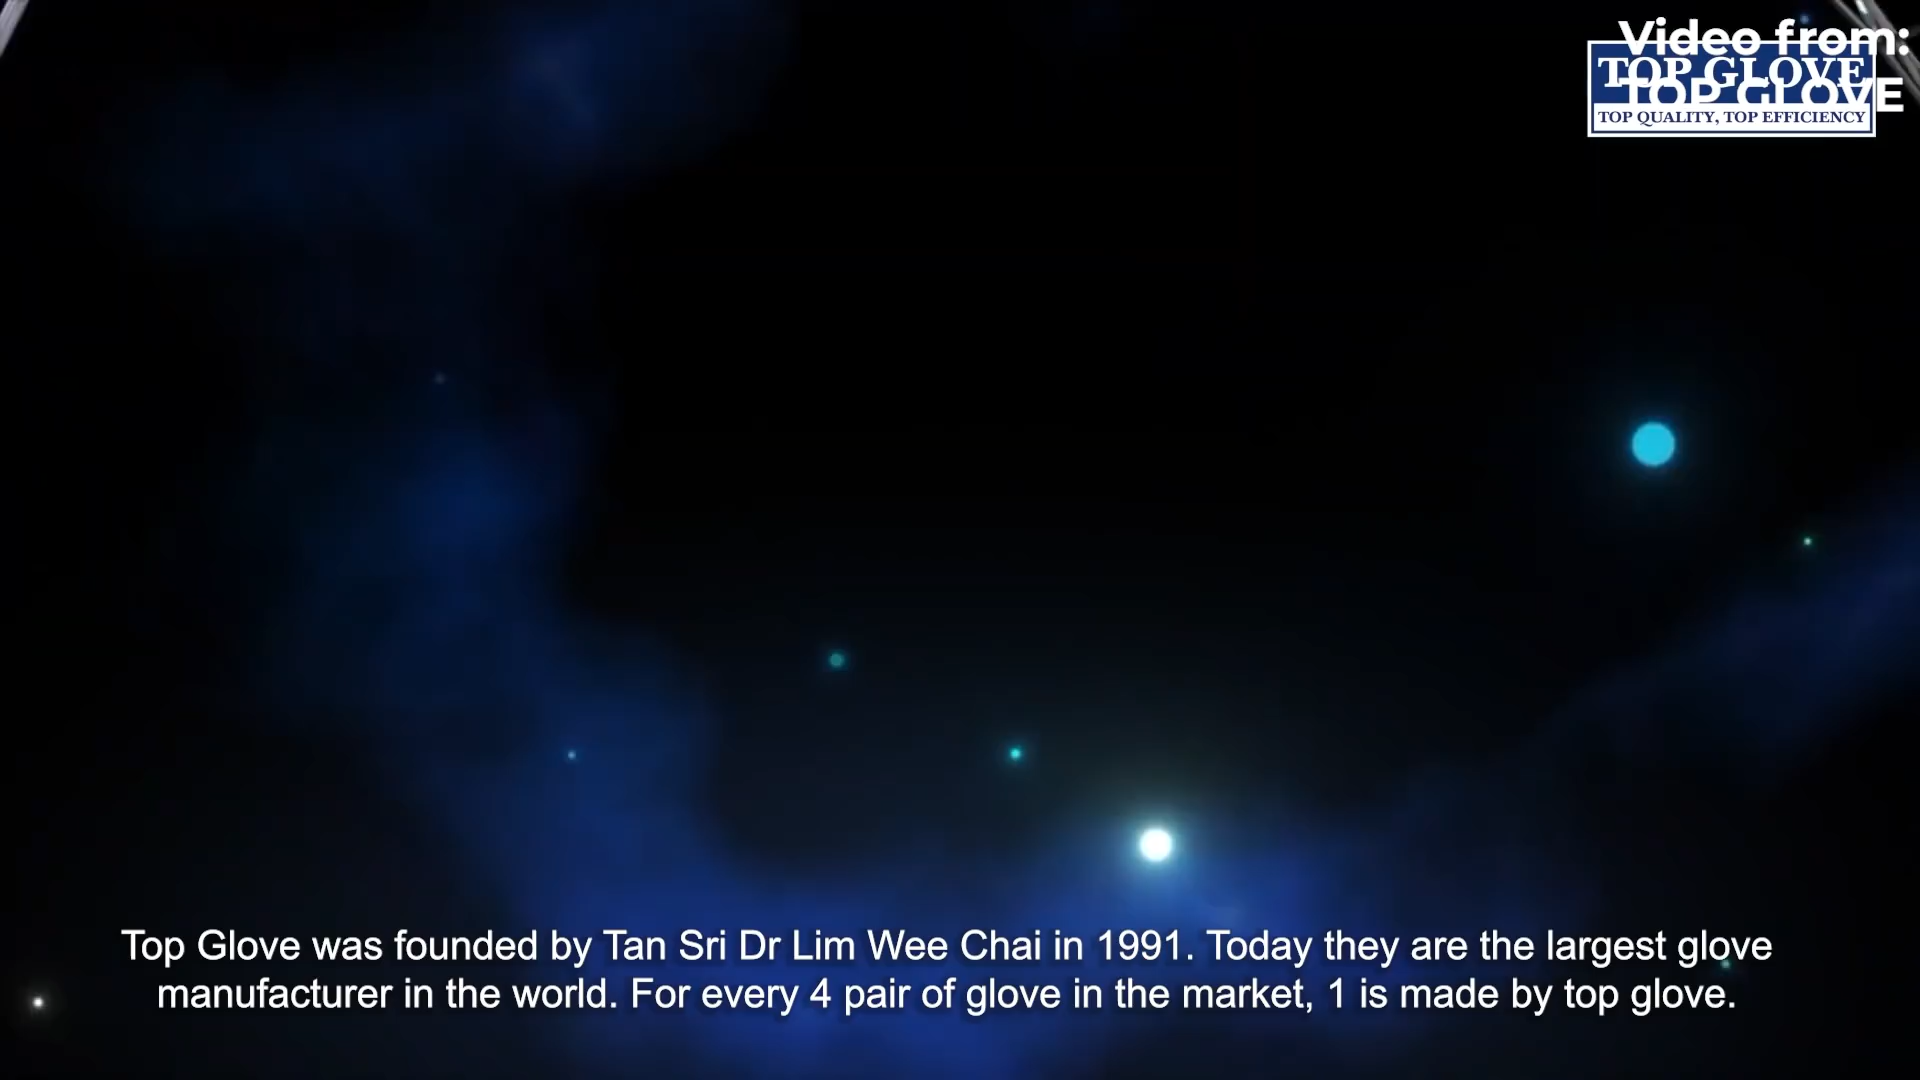 Video from:
TOP GLOVE
TOP GLOVE
TOP QUALITY, TOP EFFICIENCY
Top Glove was founded by Tan Sri Dr Lim Wee Chai in 1991. Today they are the largest glove
manufacturer in the world. For every 4 pair of glove in the market, 1 is made by top glove.